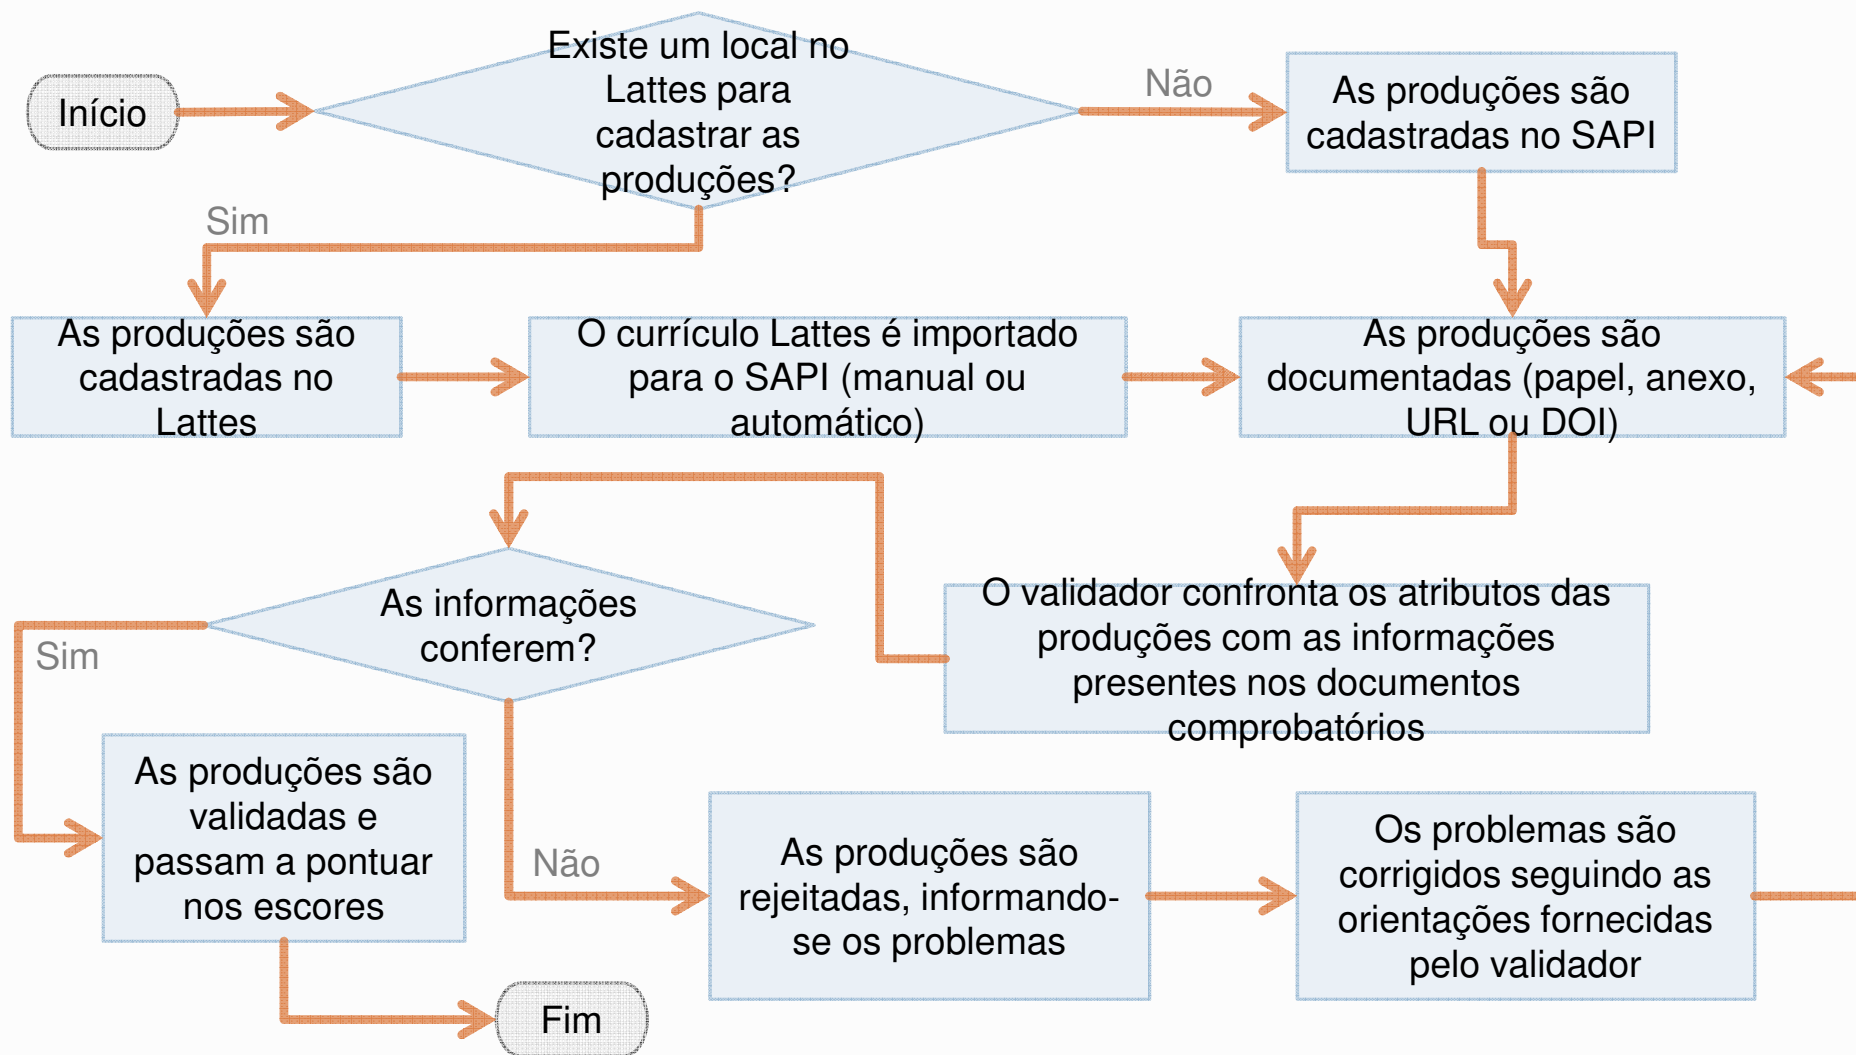 Início
Existe um local no
Lattes para
cadastrar as
produções?
Não
As produções são
cadastradas no SAPI
Sim
As produções são
cadastradas no
Lattes
O currículo Lattes é importado
para o SAPI (manual ou
automático)
As produções são
documentadas (papel, anexo,
URL ou DOI)
O validador confronta os atributos das
produções com as informações
presentes nos documentos
comprobatórios
As informações
conferem?
Sim
As produções são
validadas e
passam a pontuar
nos escores
Não
As produções são
rejeitadas, informando-
se os problemas
Os problemas são
corrigidos seguindo as
orientações fornecidas
pelo validador
Fim